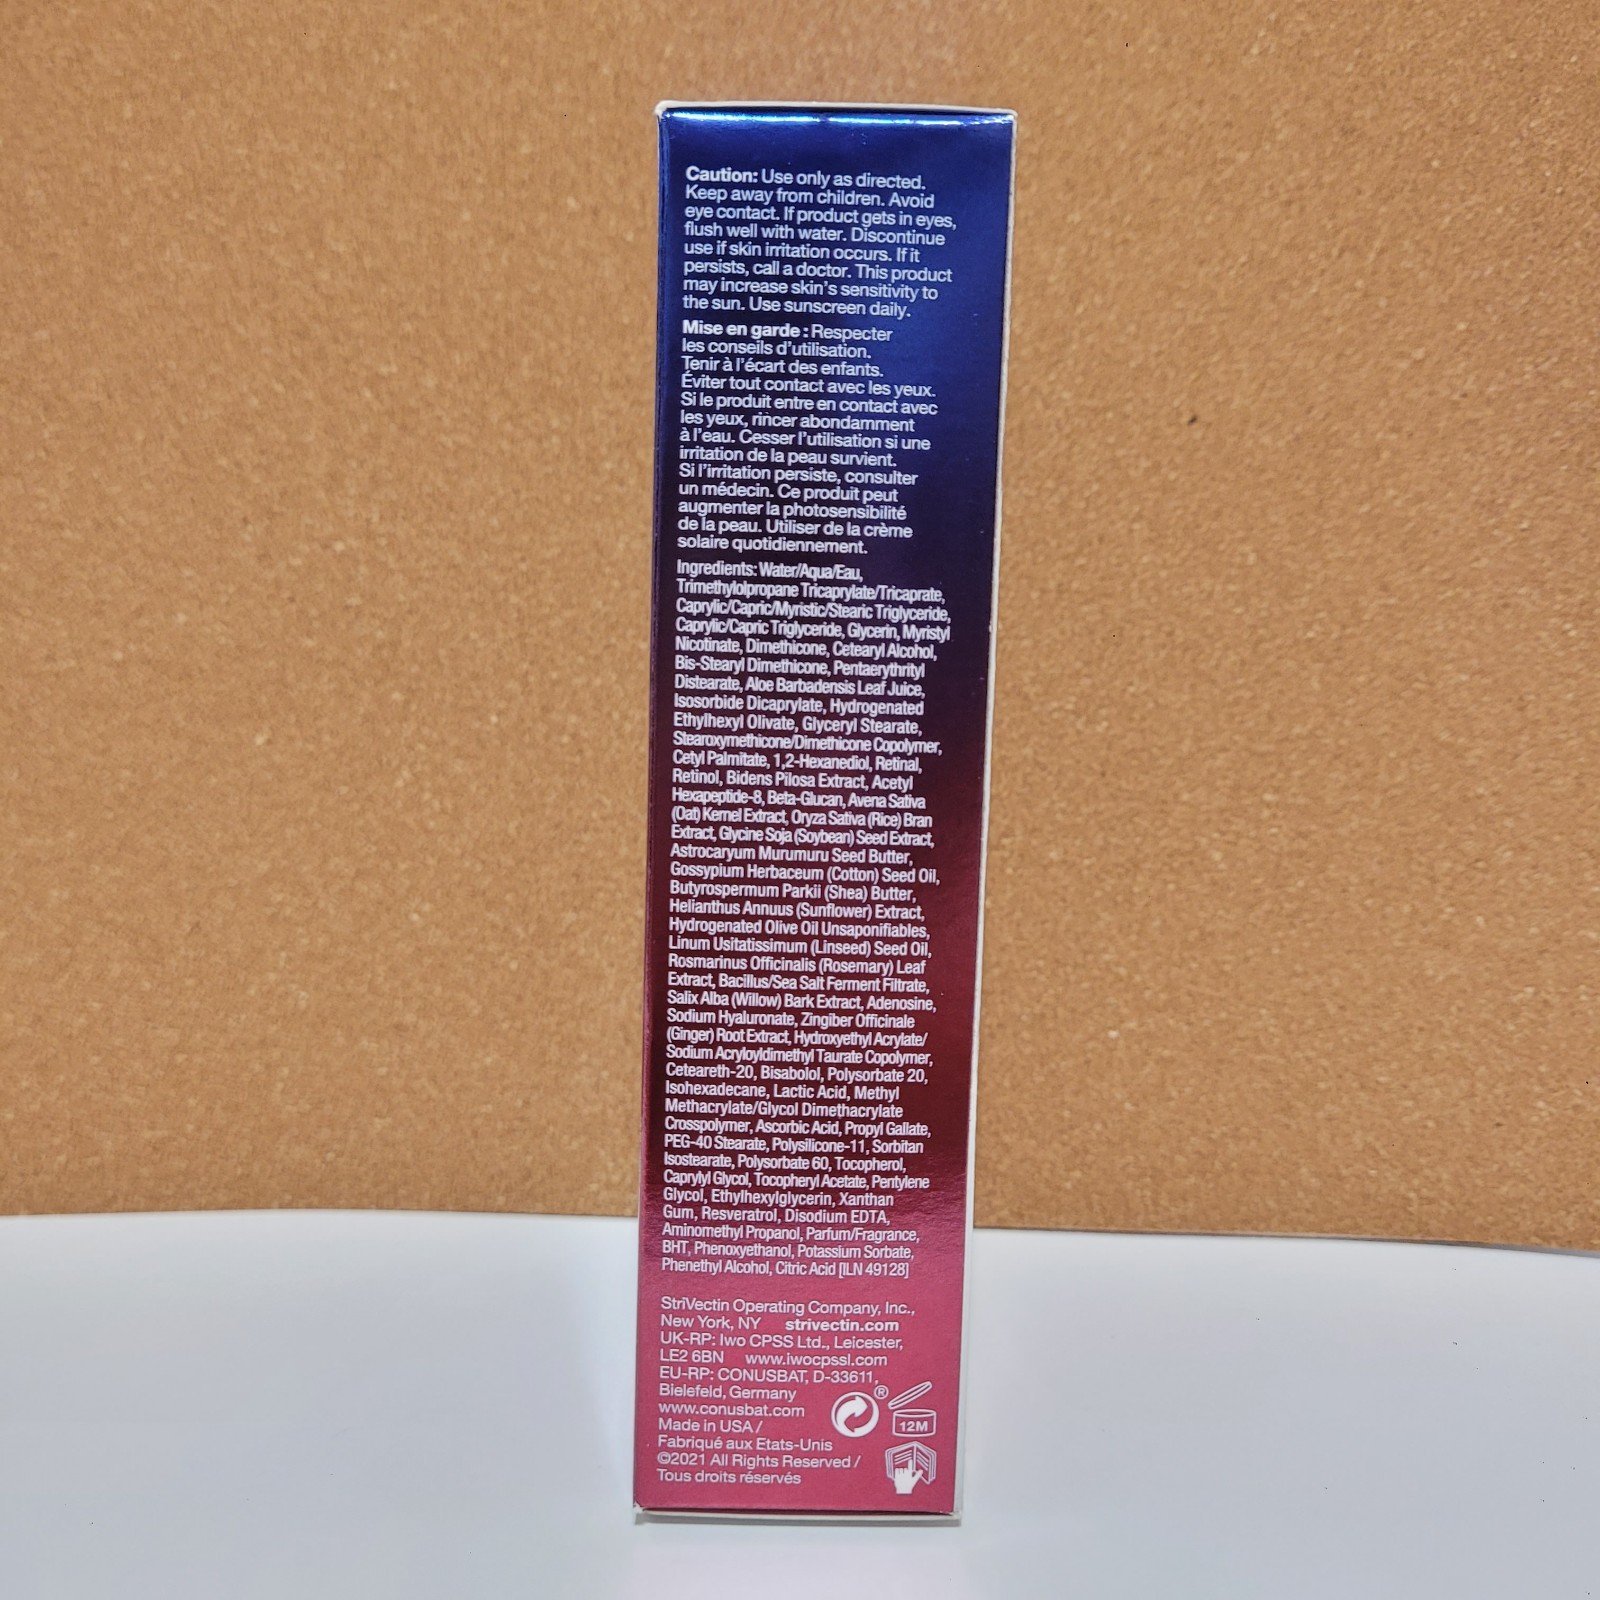 Caution: Use only as directed.
Keep away from children. Avoid
eye contact. If product gets in eyes,
flush well with water. Discontinue
use if skin irritation occurs. If it
persists, call a doctor. This product
may increase skin's sensitivity to
the sun. Use sunscreen daily.
Mise en garde : Respecter
les conseils d'utilisation.
Tenir à l'écart des enfants.
Éviter tout contact avec les yeux.
Si le produit entre en contact avec
les yeux, rincer abondamment
à l'eau. Cesser l'utilisation si une
irritation de la peau survient.
Si l'irritation persiste, consulter
un médecin. Ce produit peut
augmenter la photosensibilité
de la peau. Utiliser de la crème
solaire quotidiennement.
Ingredients: Water/Aqua/Eau,
Trimethylolpropane Tricaprylate/Tricaprate,
Caprylic/Capric/Myristic/Stearic Triglyceride,
Caprylic/Capric Triglyceride, Glycerin, Myristyl
Nicotinate, Dimethicone, Cetearyl Alcohol,
Bis-Stearyl Dimethicone, Pentaerythrityl
Distearate, Aloe Barbadensis Leaf Juice,
Isosorbide Dicaprylate, Hydrogenated
Ethylhexyl Olivate, Glyceryl Stearate,
Stearoxymethicone/Dimethicone Copolymer,
Cetyl Palmitate, 1,2-Hexanediol, Retinal,
Retinol, Bidens Pilosa Extract, Acetyl
Hexapeptide-8, Beta-Glucan, Avena Sativa
(Oat) Kernel Extract, Oryza Sativa (Rice) Bran
Extract, Glycine Soja (Soybean) Seed Extract,
Astrocaryum Murumuru Seed Butter,
Gossypium Herbaceum (Cotton) Seed Oil,
Butyrospermum Parkii (Shea) Butter,
Helianthus Annuus (Sunflower) Extract,
Hydrogenated Olive Oil Unsaponifiables,
Linum Usitatissimum (Linseed) Seed Oil,
Rosmarinus Officinalis (Rosemary) Leaf
Extract, Bacillus/Sea Salt Ferment Filtrate,
Salix Alba (Willow) Bark Extract, Adenosine,
Sodium Hyaluronate, Zingiber Officinale
(Ginger) Root Extract, Hydroxyethyl Acrylate/
Sodium Acryloyldimethyl Taurate Copolymer,
Ceteareth-20, Bisabolol, Polysorbate 20,
Isohexadecane, Lactic Acid, Methyl
Methacrylate/Glycol Dimethacrylate
Crosspolymer, Ascorbic Acid, Propyl Gallate,
PEG-40 Stearate, Polysilicone-11, Sorbitan
Isostearate, Polysorbate 60, Tocopherol,
Caprylyl Glycol, Tocopheryl Acetate, Pentylene
Glycol, Ethylhexylglycerin, Xanthan
Gum, Resveratrol, Disodium EDTA,
Aminomethyl Propanol, Parfum/Fragrance,
BHT, Phenoxyethanol, Potassium Sorbate,
Phenethyl Alcohol, Citric Acid [ILN 49128]
StriVectin Operating Company, Inc.,
New York, NY strivectin.com
UK-RP: Iwo CPSS Ltd., Leicester,
LE2 6BN www.iwocpssl.com
EU-RP: CONUSBAT, D-33611,
Bielefeld, Germany
www.conusbat.com
Made in USA /
Fabriqué aux Etats-Unis
©2021 All Rights Reserved /
Tous droits réservés
®
12M